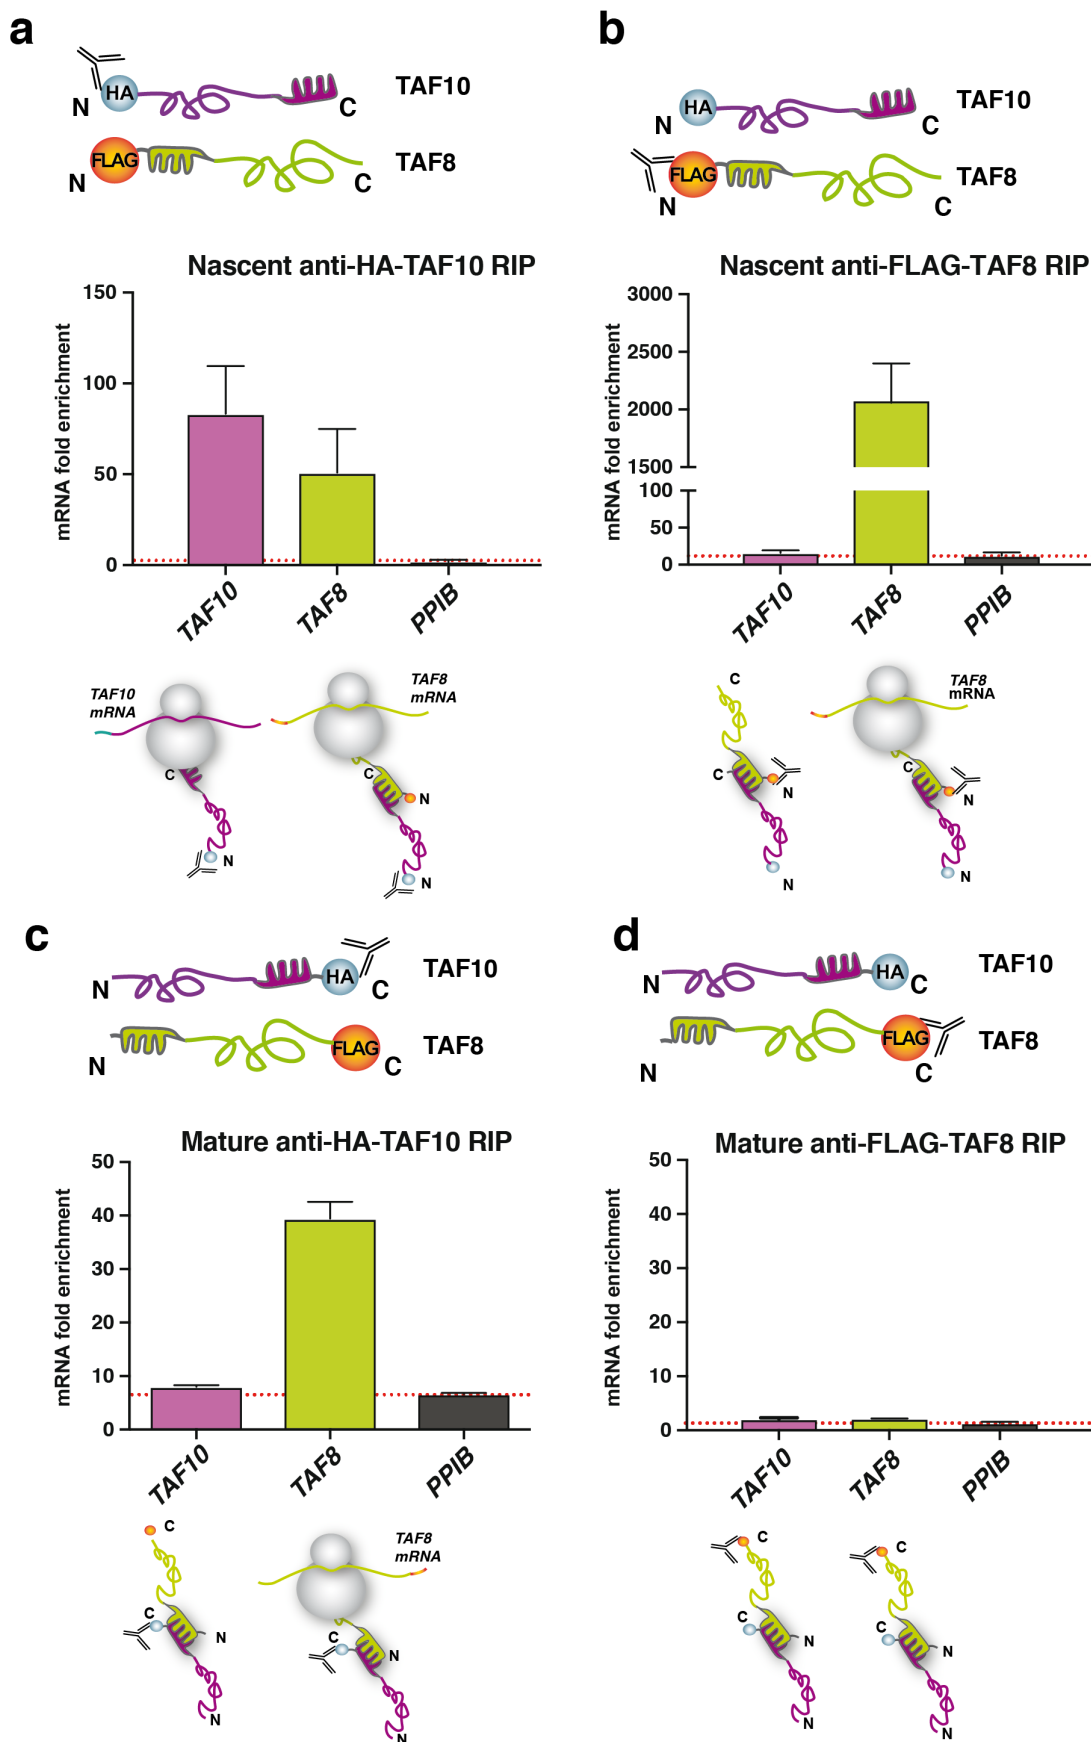 a
HA
N
C
TAF10
FLAG
N
C
TAF8
Nascent anti-HA-TAF10 RIP
mRNA fold enrichment
150
100
50
0
TAF10
TAF8
PPIB
TAF10
mRNA
C
N
TAF8
mRNA
C
N
N
b
HA
N
C
TAF10
FLAG
N
C
TAF8
Nascent anti-FLAG-TAF8 RIP
mRNA fold enrichment
3000
2500
2000
1500
100
50
0
TAF10
TAF8
PPIB
C
C
N
N
TAF8
mRNA
C
N
N
c
N
HA
C
TAF10
N
FLAG
C
TAF8
Mature anti-HA-TAF10 RIP
mRNA fold enrichment
50
40
30
20
10
0
TAF10
TAF8
PPIB
C
C
N
N
TAF8
mRNA
C
N
N
d
N
HA
C
TAF10
N
FLAG
C
TAF8
Mature anti-FLAG-TAF8 RIP
mRNA fold enrichment
50
40
30
20
10
0
TAF10
TAF8
PPIB
C
C
N
N
C
C
N
N